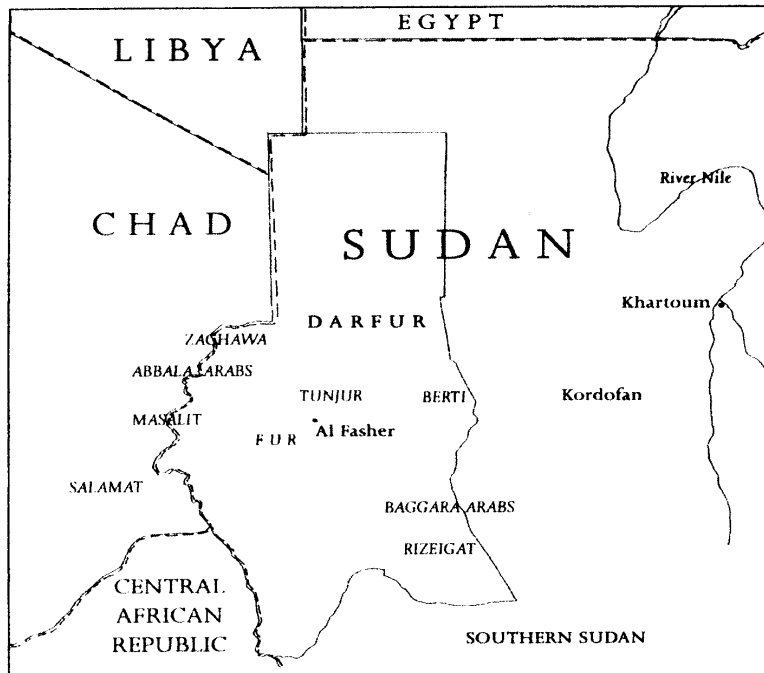 EGYPT
LIBYA
River Nile
CHAD
SUDAN
Khartoum
DARFUR
ZAGHAWA
ABBALA ARABS
TUNJUR
BERTI
Kordofan
MASALIT
Al Fasher
FUR
SALAMAT
BAGGARA ARABS
RIZEIGAT
CENTRAL
AFRICAN
REPUBLIC
SOUTHERN SUDAN